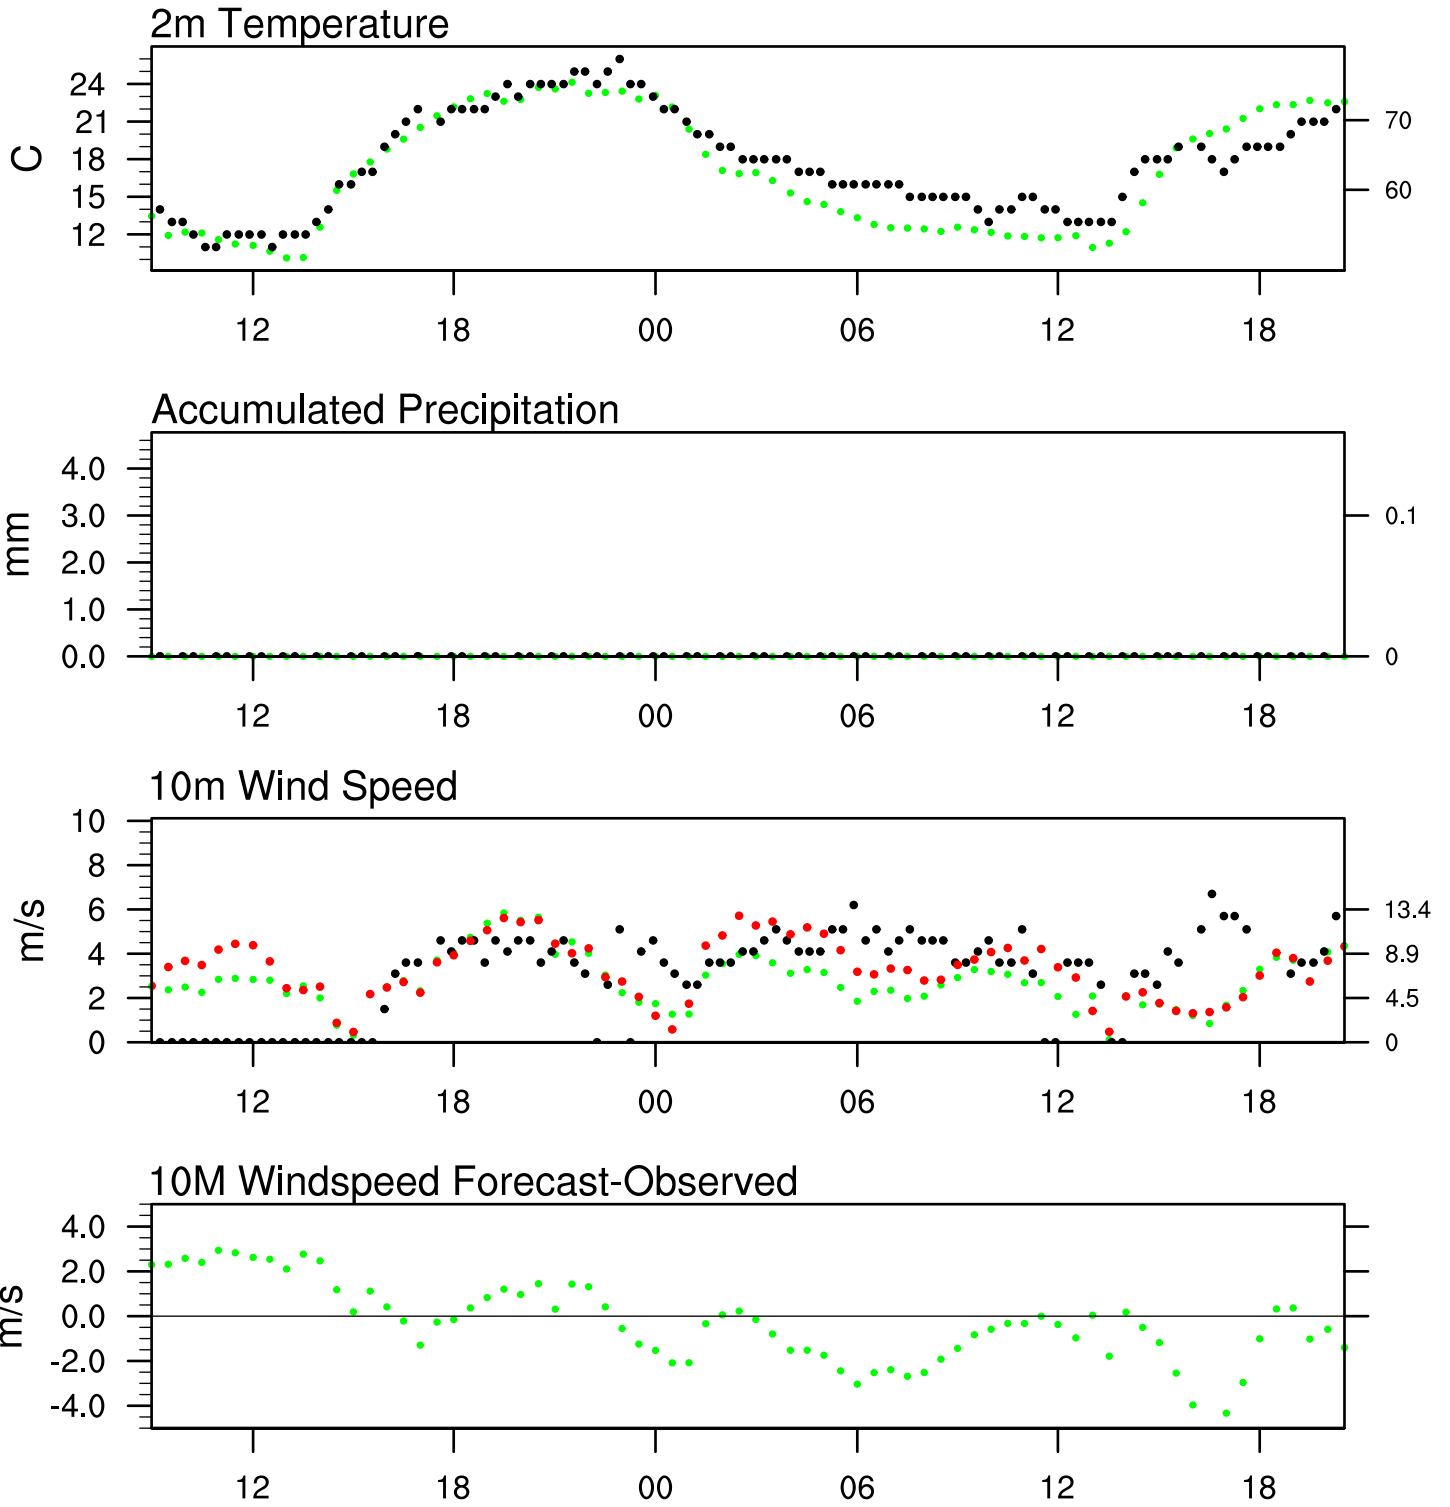 2m Temperature
C
24
21
18
15
12
70
60
12 18 00 06 12 18
Accumulated Precipitation
mm
4.0
3.0
2.0
1.0
0.0
0.1
0
12 18 00 06 12 18
10m Wind Speed
m/s
10
8
6
4
2
0
13.4
8.9
4.5
0
12 18 00 06 12 18
10M Windspeed Forecast-Observed
m/s
4.0
2.0
0.0
-2.0
-4.0
12 18 00 06 12 18